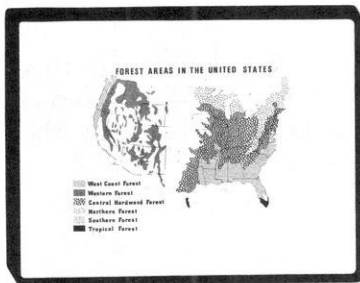 FOREST AREAS IN THE UNITED STATES
West Coast Forest
Western Forest
Central Hardwood Forest
Northern Forest
Southern Forest
Tropical Forest